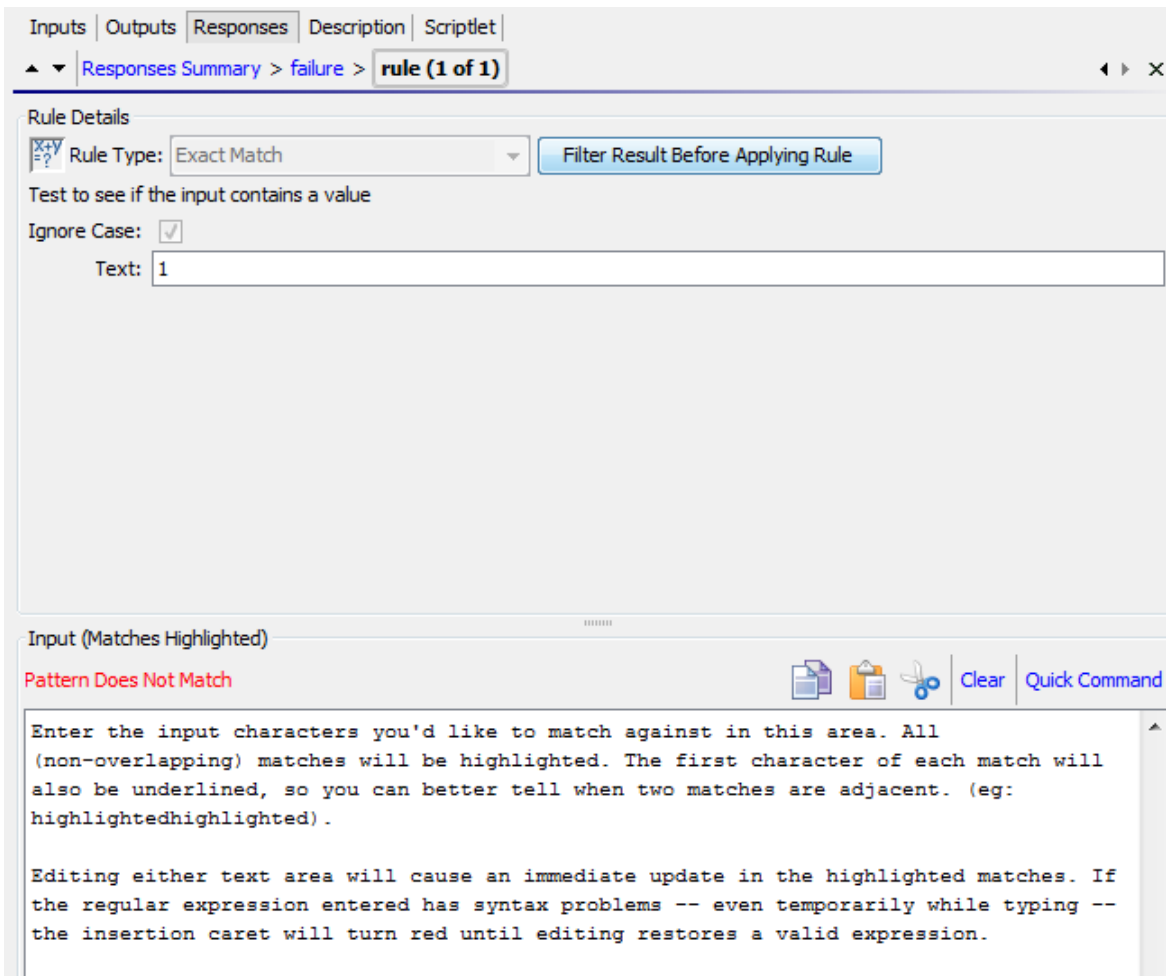 Inputs Outputs Responses Description Scriptlet
Responses Summary > failure > rule (1 of 1)
Rule Details
X+Y
=?
Rule Type: Exact Match Filter Result Before Applying Rule
Test to see if the input contains a value
Ignore Case:
Text: 1
Input (Matches Highlighted)
Pattern Does Not Match Clear Quick Command
Enter the input characters you'd like to match against in this area. All
(non-overlapping) matches will be highlighted. The first character of each match will
also be underlined, so you can better tell when two matches are adjacent. (eg:
highlightedhighlighted).
Editing either text area will cause an immediate update in the highlighted matches. If
the regular expression entered has syntax problems -- even temporarily while typing --
the insertion caret will turn red until editing restores a valid expression.